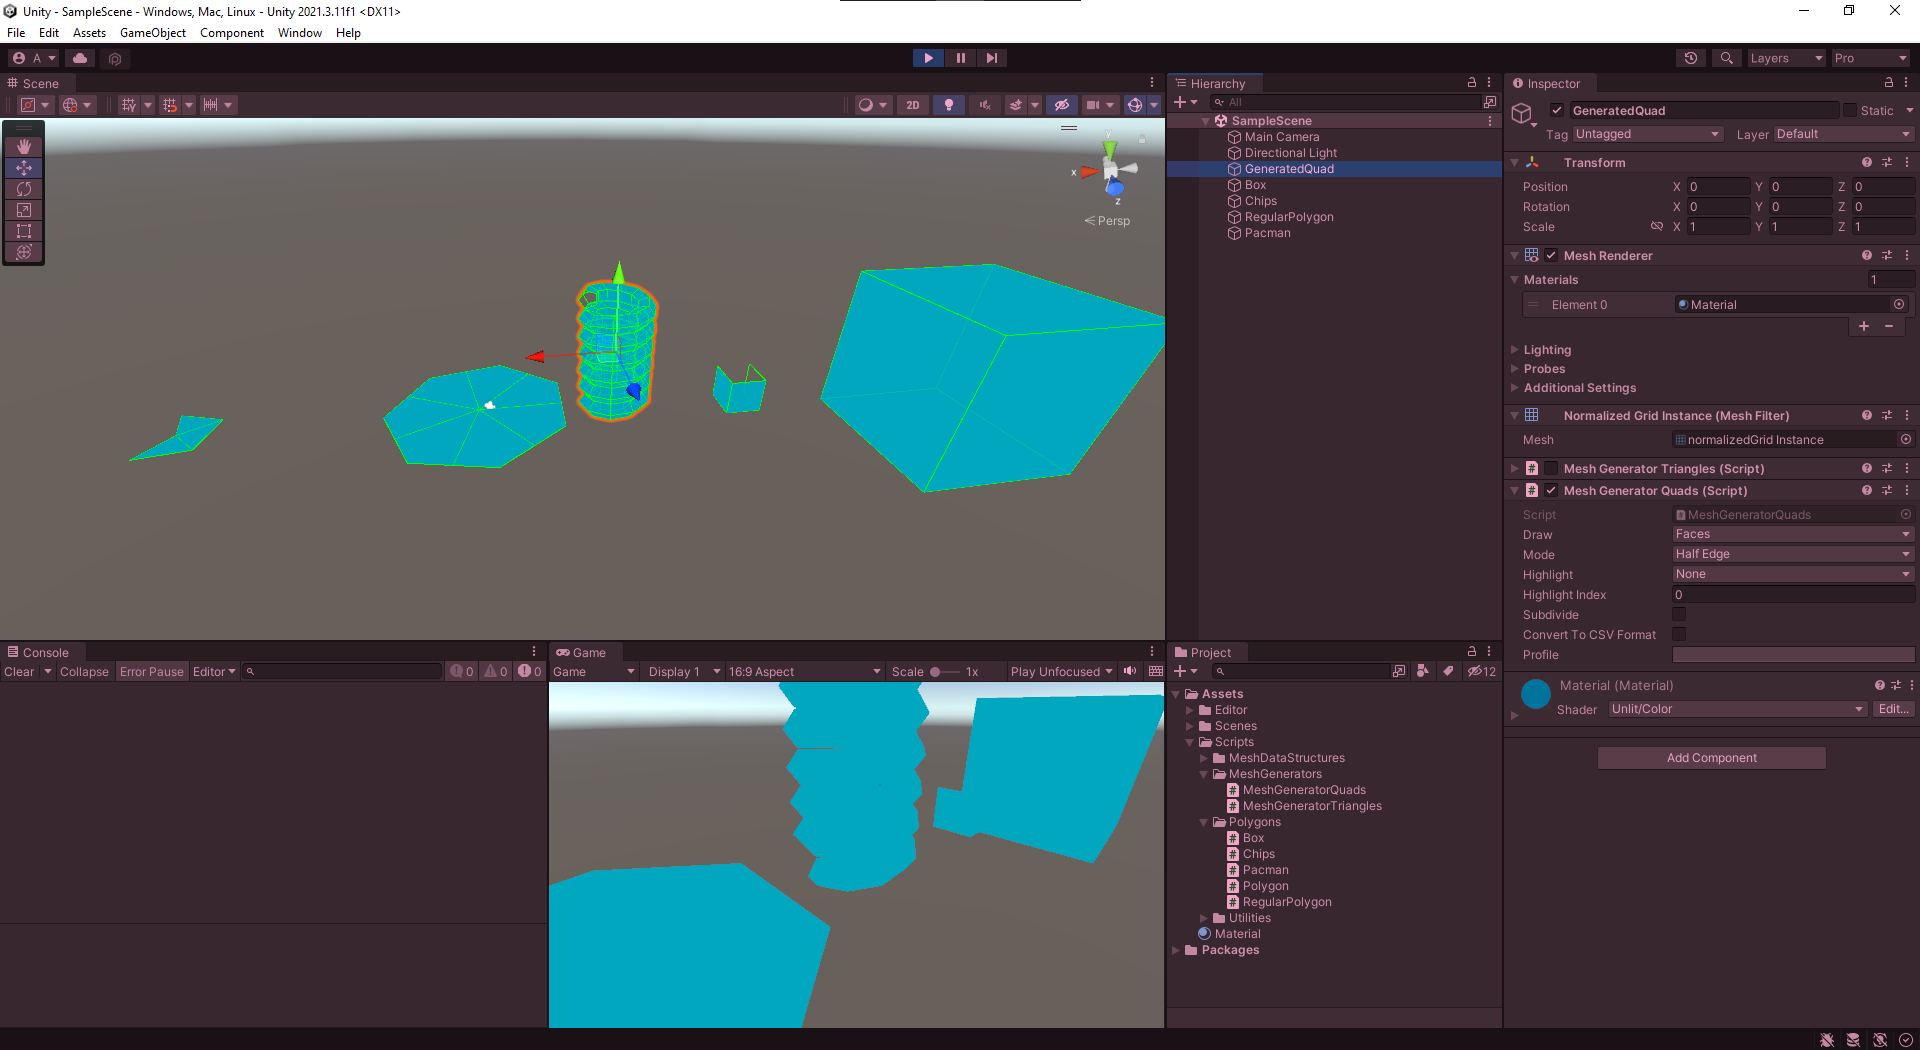 Unity - SampleScene - Windows, Mac, Linux - Unity 2021.3.11f1 <DX11>
File Edit Assets GameObject Component Window Help
A
Layers
Pro
Scene
2D
y
x
z
Persp
Hierarchy
All
SampleScene
Main Camera
Directional Light
GeneratedQuad
Box
Chips
RegularPolygon
Pacman
Inspector
GeneratedQuad
Static
Tag Untagged
Layer Default
Transform
Position X 0 Y 0 Z 0
Rotation X 0 Y 0 Z 0
Scale X 1 Y 1 Z 1
Mesh Renderer
Materials 1
Element 0 Material
Lighting
Probes
Additional Settings
Normalized Grid Instance (Mesh Filter)
Mesh normalizedGrid Instance
# Mesh Generator Triangles (Script)
# Mesh Generator Quads (Script)
Script MeshGeneratorQuads
Draw Faces
Mode Half Edge
Highlight None
Highlight Index 0
Subdivide
Convert To CSV Format
Profile
Material (Material)
Shader Unlit/Color Edit...
Add Component
Console
Clear Collapse Error Pause Editor 0 0 0
Game
Game Display 1 16:9 Aspect Scale 1x Play Unfocused
Project
12
Assets
Editor
Scenes
Scripts
MeshDataStructures
MeshGenerators
# MeshGeneratorQuads
# MeshGeneratorTriangles
Polygons
# Box
# Chips
# Pacman
# Polygon
# RegularPolygon
Utilities
Material
Packages